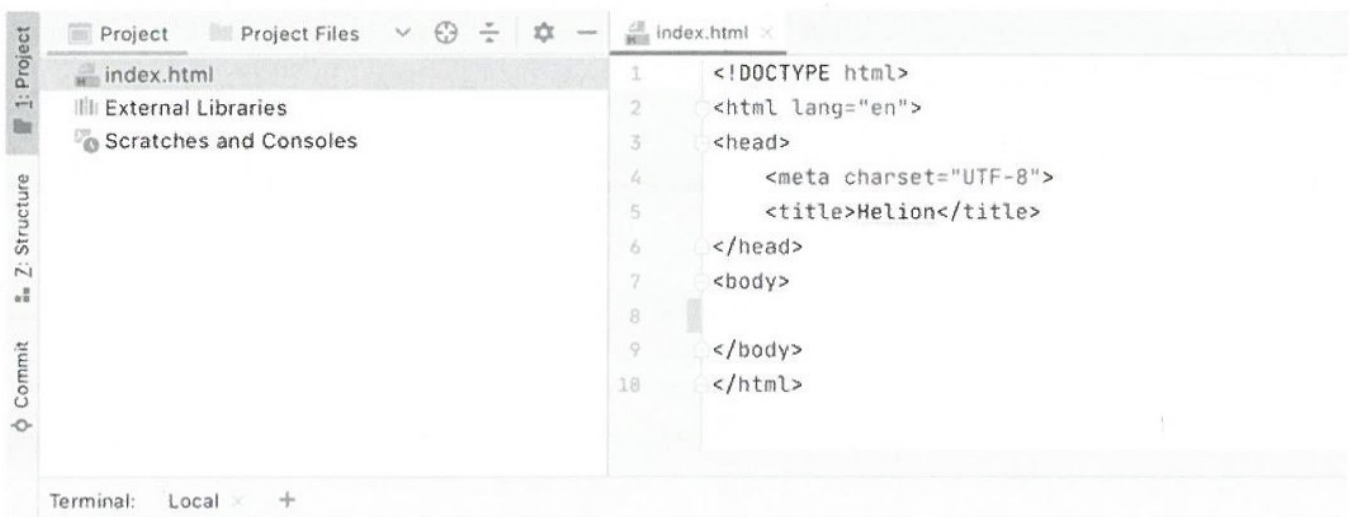 1: Project
Z: Structure
Commit
Project Project Files
index.html
External Libraries
Scratches and Consoles
index.html
1 <!DOCTYPE html>
2 <html lang="en">
3 <head>
4 <meta charset="UTF-8">
5 <title>Helion</title>
6 </head>
7 <body>
8
9 </body>
10 </html>
Terminal: Local +